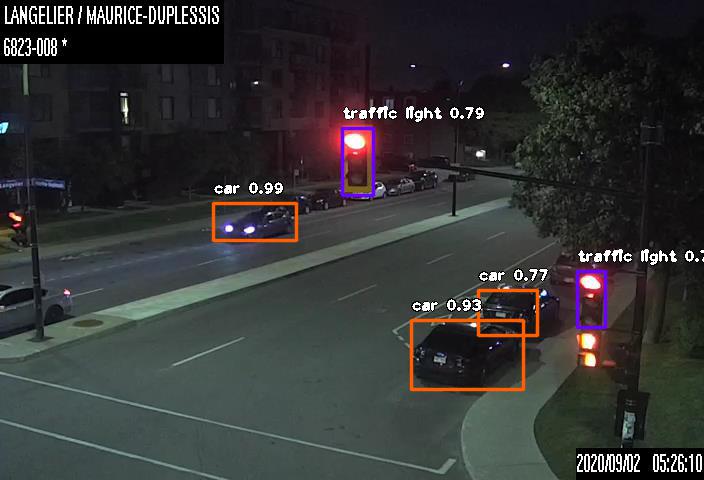 LANGELIER / MAURICE-DUPLESSIS
6823-008 *
traffic light 0.79
car 0.99
traffic light 0.7
car 0.77
car 0.93
2020/09/02 05:26:10